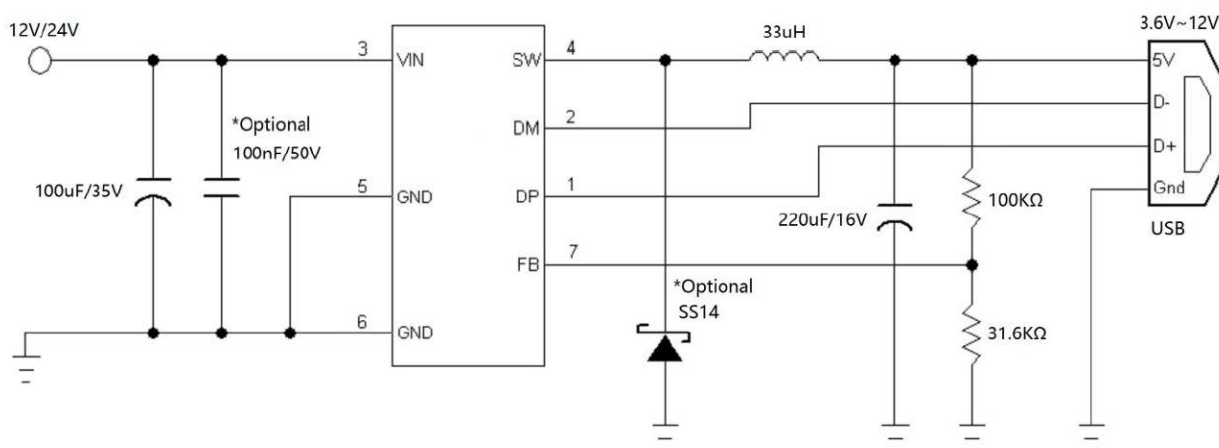 12V/24V
3.6V~12V
3
VIN
SW
4
33uH
5V
*Optional
100nF/50V
DM
2
D-
100uF/35V
5
GND
DP
1
D+
220uF/16V
100KΩ
Gnd
USB
FB
7
*Optional
SS14
6
GND
31.6KΩ